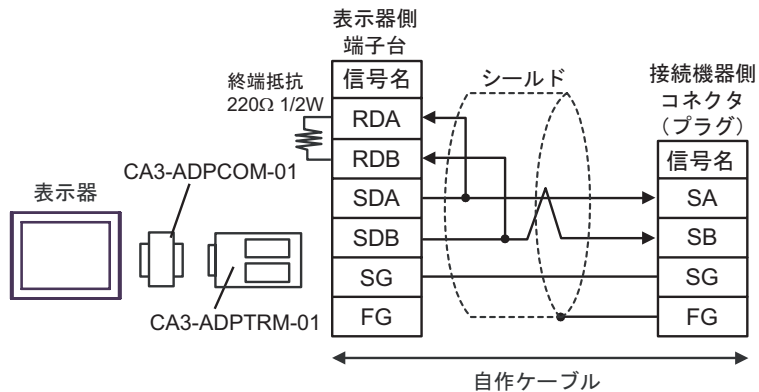 表示器側
端子台
信号名
RDA
RDB
SDA
SDB
SG
FG
終端抵抗
220Ω 1/2W
シールド
接続機器側
コネクタ
（プラグ）
信号名
SA
SB
SG
FG
表示器
CA3-ADPCOM-01
CA3-ADPTRM-01
自作ケーブル